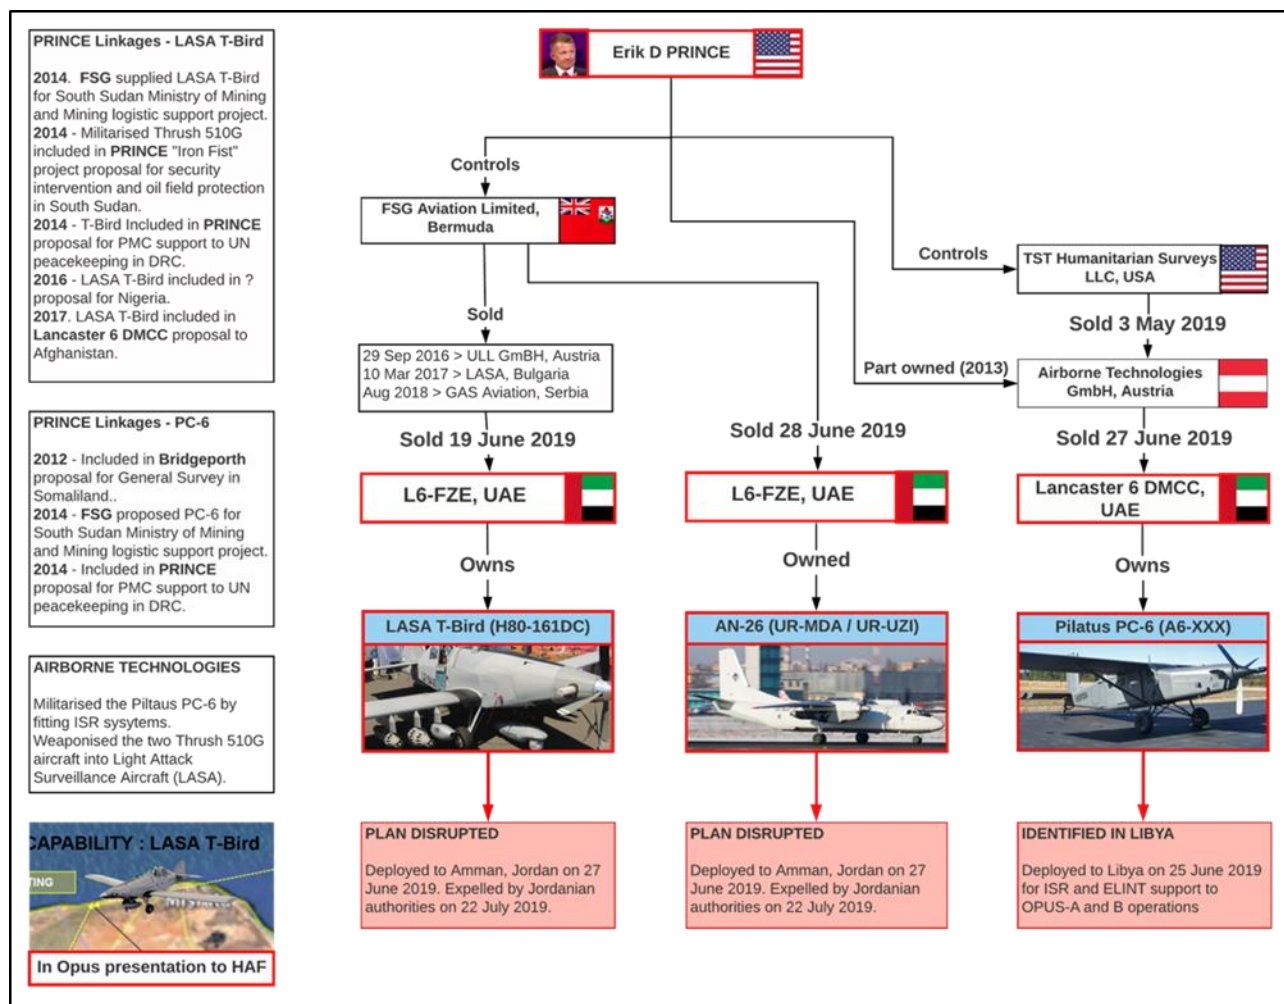 PRINCE Linkages - LASA T-Bird
2014. FSG supplied LASA T-Bird
for South Sudan Ministry of Mining
and Mining logistic support project.
2014 - Militarised Thrush 510G
included in PRINCE "Iron Fist"
project proposal for security
intervention and oil field protection
in South Sudan.
2014 - T-Bird Included in PRINCE
proposal for PMC support to UN
peacekeeping in DRC.
2016 - LASA T-Bird included in ?
proposal for Nigeria.
2017. LASA T-Bird included in
Lancaster 6 DMCC proposal to
Afghanistan.
PRINCE Linkages - PC-6
2012 - Included in Bridgeporth
proposal for General Survey in
Somaliland..
2014 - FSG proposed PC-6 for
South Sudan Ministry of Mining
and Mining logistic support project.
2014 - Included in PRINCE
proposal for PMC support to UN
peacekeeping in DRC.
AIRBORNE TECHNOLOGIES
Militarised the Piltaus PC-6 by
fitting ISR sysytems.
Weaponised the two Thrush 510G
aircraft into Light Attack
Surveillance Aircraft (LASA).
CAPABILITY : LASA T-Bird
TING
In Opus presentation to HAF
Erik D PRINCE
Controls
FSG Aviation Limited,
Bermuda
Sold
29 Sep 2016 > ULL GmBH, Austria
10 Mar 2017 > LASA, Bulgaria
Aug 2018 > GAS Aviation, Serbia
Sold 19 June 2019
L6-FZE, UAE
Owns
LASA T-Bird (H80-161DC)
PLAN DISRUPTED
Deployed to Amman, Jordan on 27
June 2019. Expelled by Jordanian
authorities on 22 July 2019.
Sold 28 June 2019
L6-FZE, UAE
Owned
AN-26 (UR-MDA / UR-UZI)
PLAN DISRUPTED
Deployed to Amman, Jordan on 27
June 2019. Expelled by Jordanian
authorities on 22 July 2019.
Controls
TST Humanitarian Surveys
LLC, USA
Sold 3 May 2019
Part owned (2013)
Airborne Technologies
GmbH, Austria
Sold 27 June 2019
Lancaster 6 DMCC,
UAE
Owns
Pilatus PC-6 (A6-XXX)
IDENTIFIED IN LIBYA
Deployed to Libya on 25 June 2019
for ISR and ELINT support to
OPUS-A and B operations